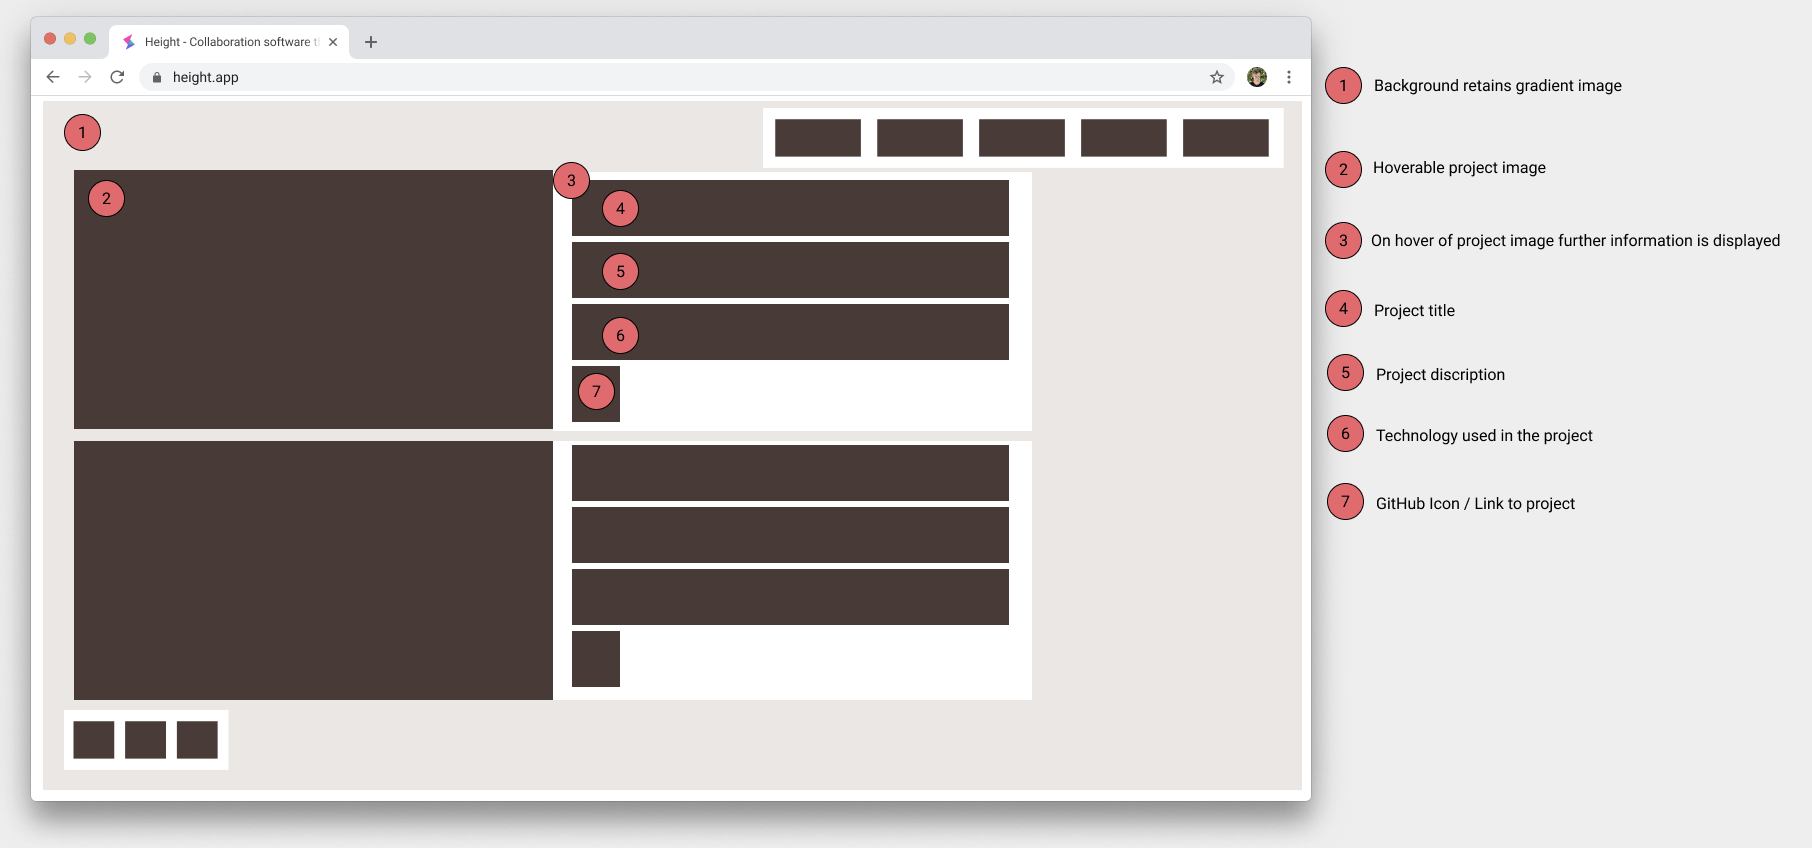 Height - Collaboration software t
height.app
1
2
3
4
5
6
7
1 Background retains gradient image
2 Hoverable project image
3 On hover of project image further information is displayed
4 Project title
5 Project discription
6 Technology used in the project
7 GitHub Icon / Link to project